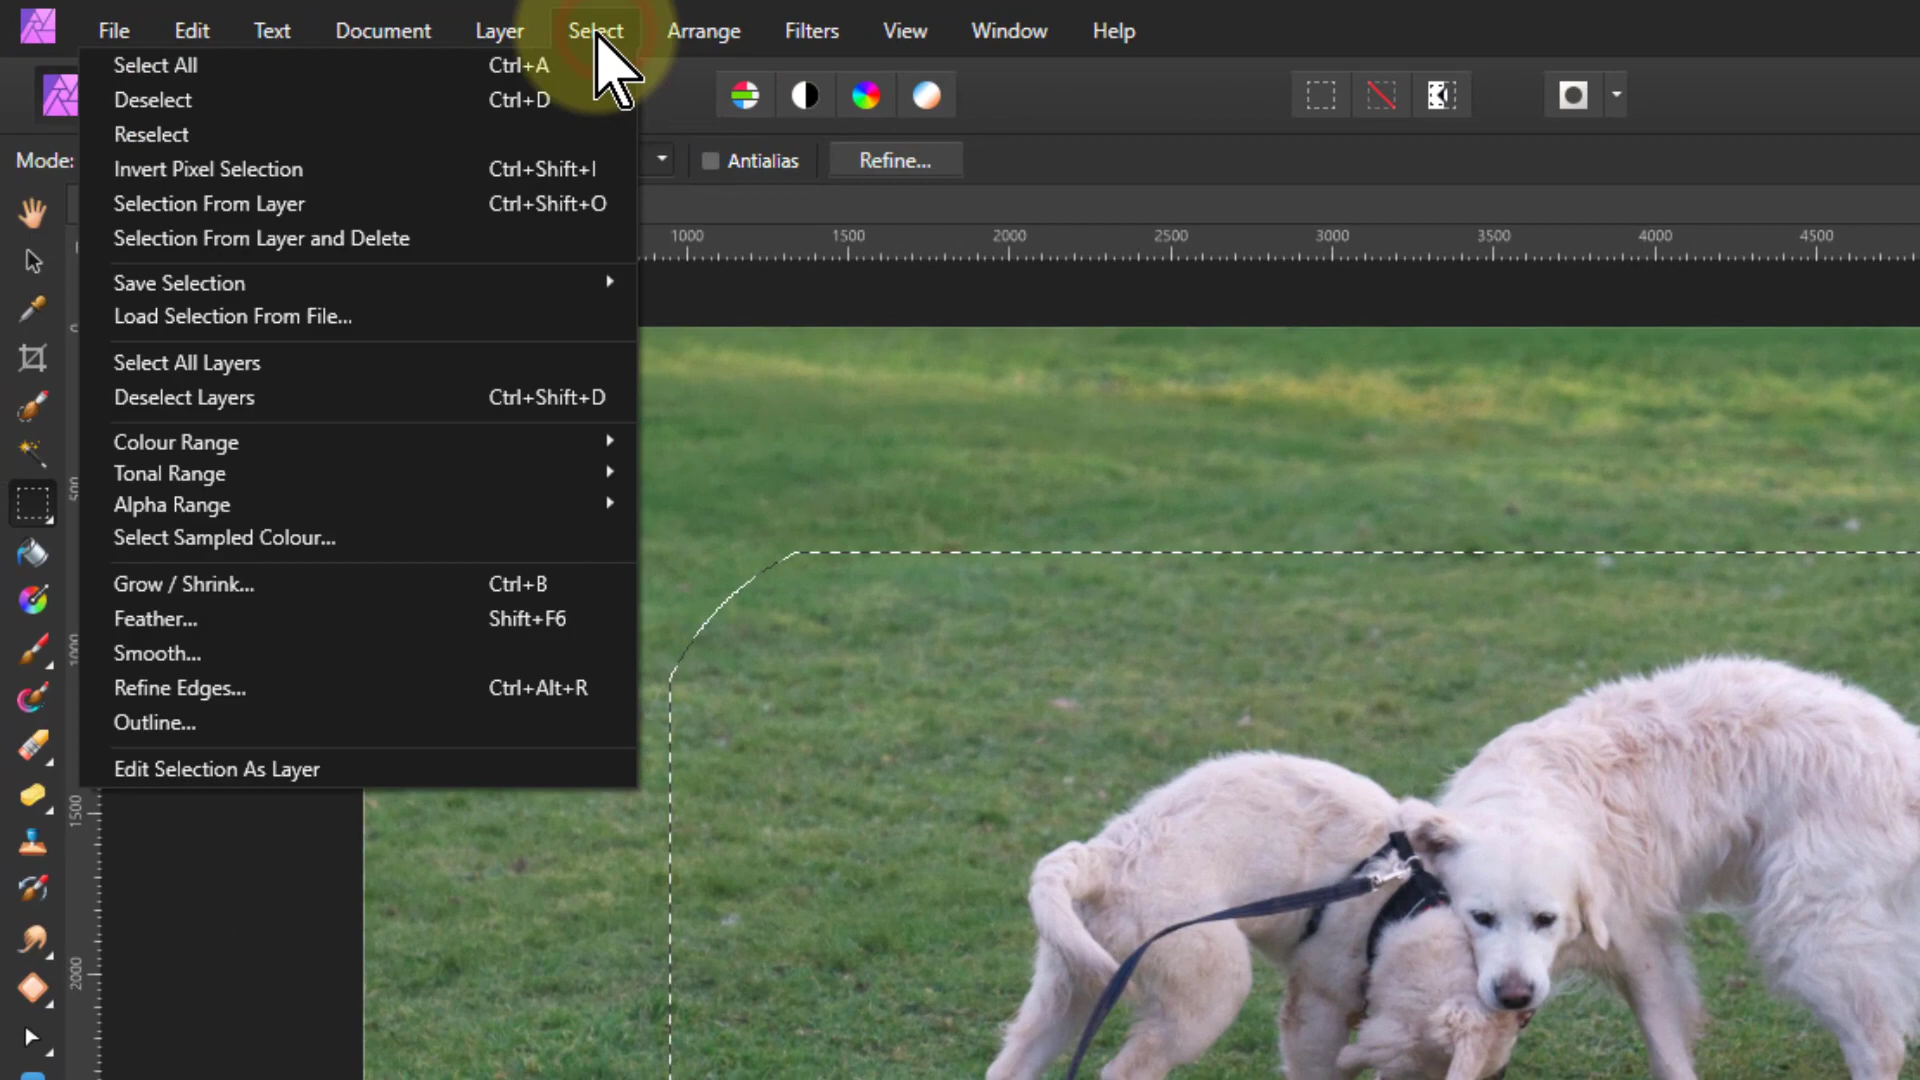 File Edit Text Document Layer Select Arrange Filters View Window Help
Select All Ctrl+A
Deselect Ctrl+D
Reselect
Invert Pixel Selection Ctrl+Shift+I
Selection From Layer Ctrl+Shift+O
Selection From Layer and Delete
Save Selection
Load Selection From File...
Select All Layers
Deselect Layers Ctrl+Shift+D
Colour Range
Tonal Range
Alpha Range
Select Sampled Colour...
Grow / Shrink... Ctrl+B
Feather... Shift+F6
Smooth...
Refine Edges... Ctrl+Alt+R
Outline...
Edit Selection As Layer
Mode: Antialias Refine...
1000 1500 2000 2500 3000 3500 4000 4500
0
500
1000
1500
2000